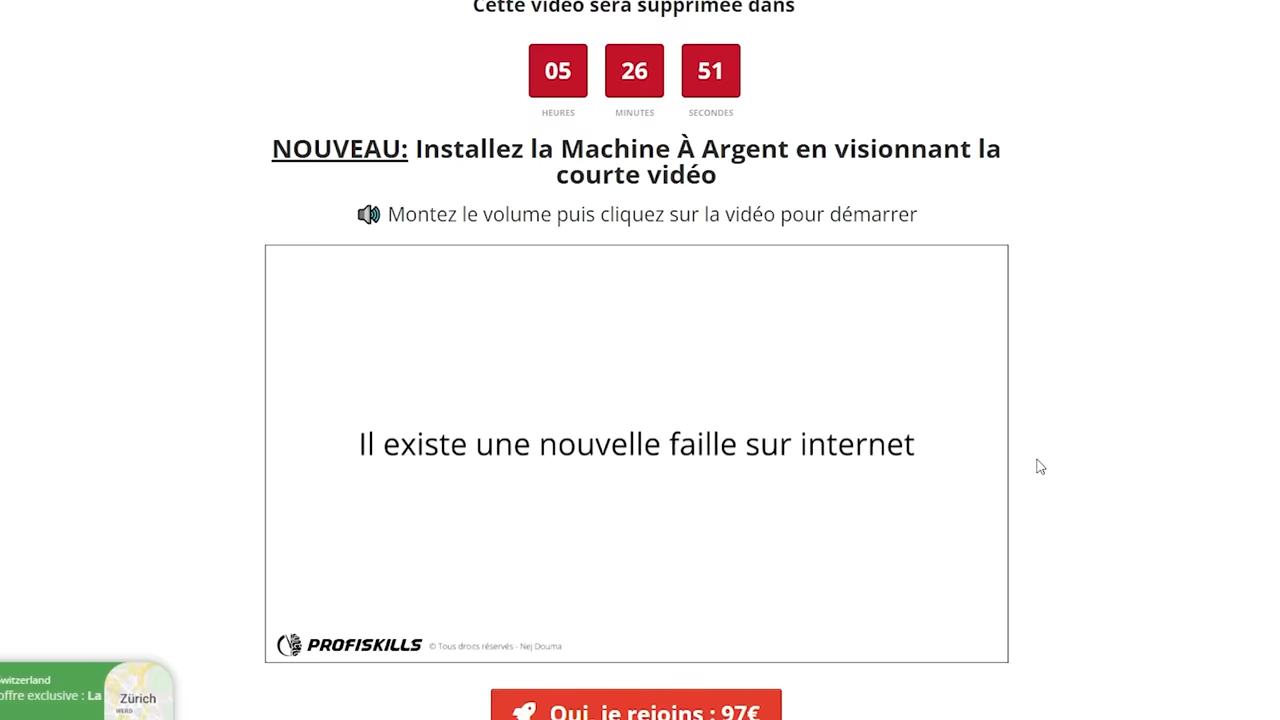 Cette vidéo sera supprimée dans
05 26 51
HEURES MINUTES SECONDES
NOUVEAU: Installez la Machine À Argent en visionnant la
courte vidéo
Montez le volume puis cliquez sur la vidéo pour démarrer
Il existe une nouvelle faille sur internet
PROFISKILLS © Tous droits réservés - Nej Douma
Switzerland
offre exclusive : La
Zürich
WERD
Oui, je rejoins : 97€